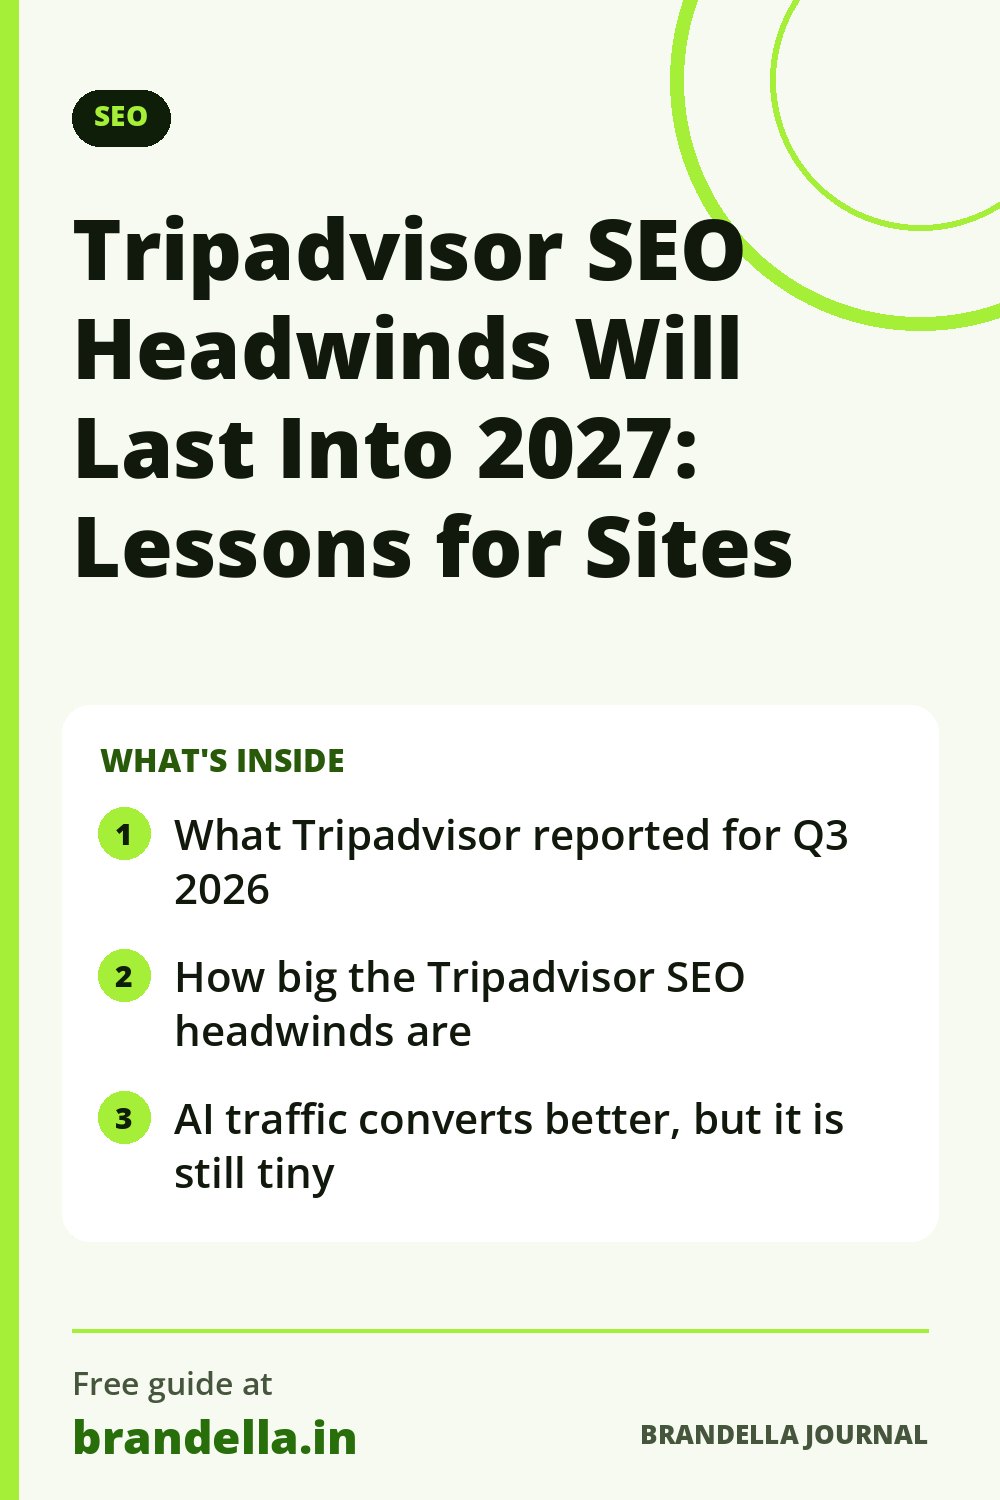 SEO
Tripadvisor SEO
Headwinds Will
Last Into 2027:
Lessons for Sites
WHAT'S INSIDE
1 What Tripadvisor reported for Q3
2026
2 How big the Tripadvisor SEO
headwinds are
3 AI traffic converts better, but it is
still tiny
Free guide at
brandella.in
BRANDELLA JOURNAL